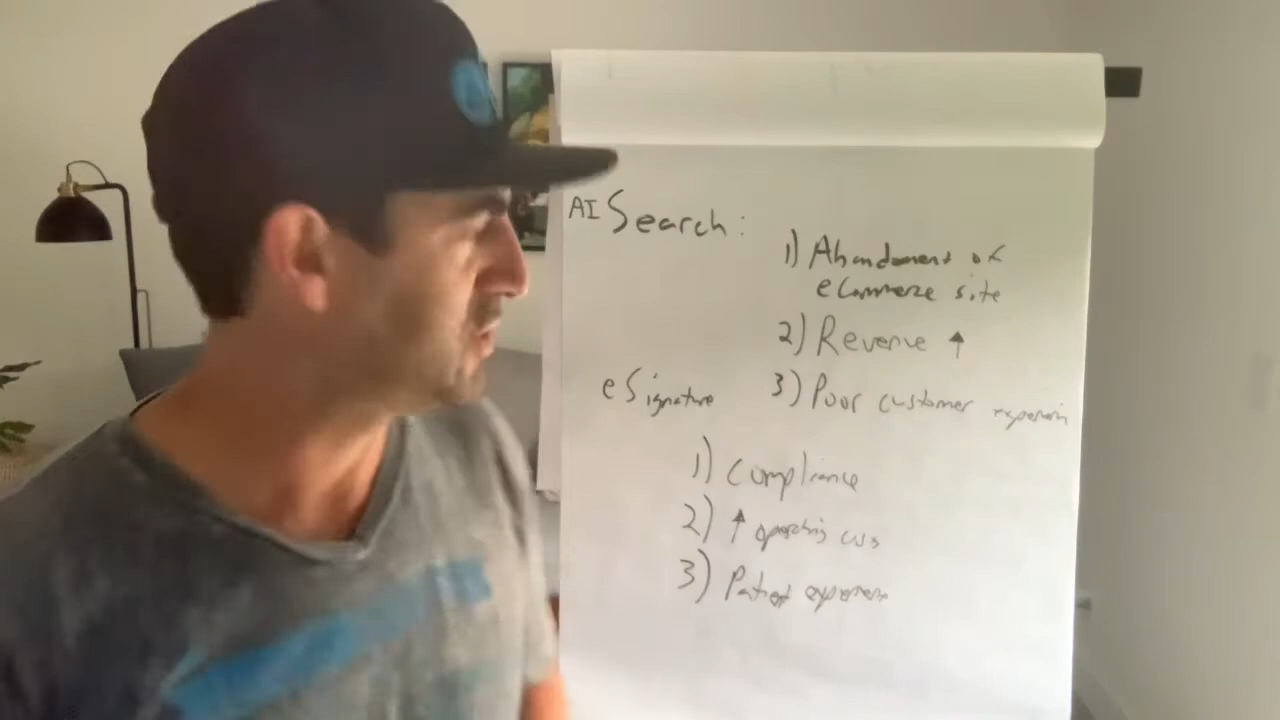 AI Search:
1) Abandonment of
eCommerze site
2) Revenue ↑
3) Poor customer experience
eSignature
1) Compliance
2) ↑ operating costs
3) Patient experience